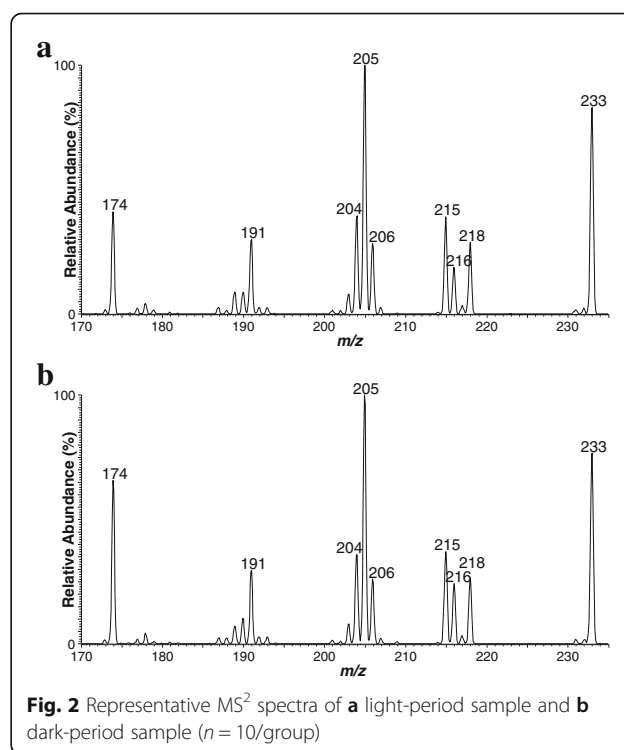 a
100
Relative Abundance (%)
0
174
191
204
205
206
215
216
218
233
170 180 190 200 210 220 230
m/z
b
100
Relative Abundance (%)
0
174
191
204
205
206
215
216
218
233
170 180 190 200 210 220 230
m/z
Fig. 2 Representative MS² spectra of a light-period sample and b
dark-period sample (n = 10/group)